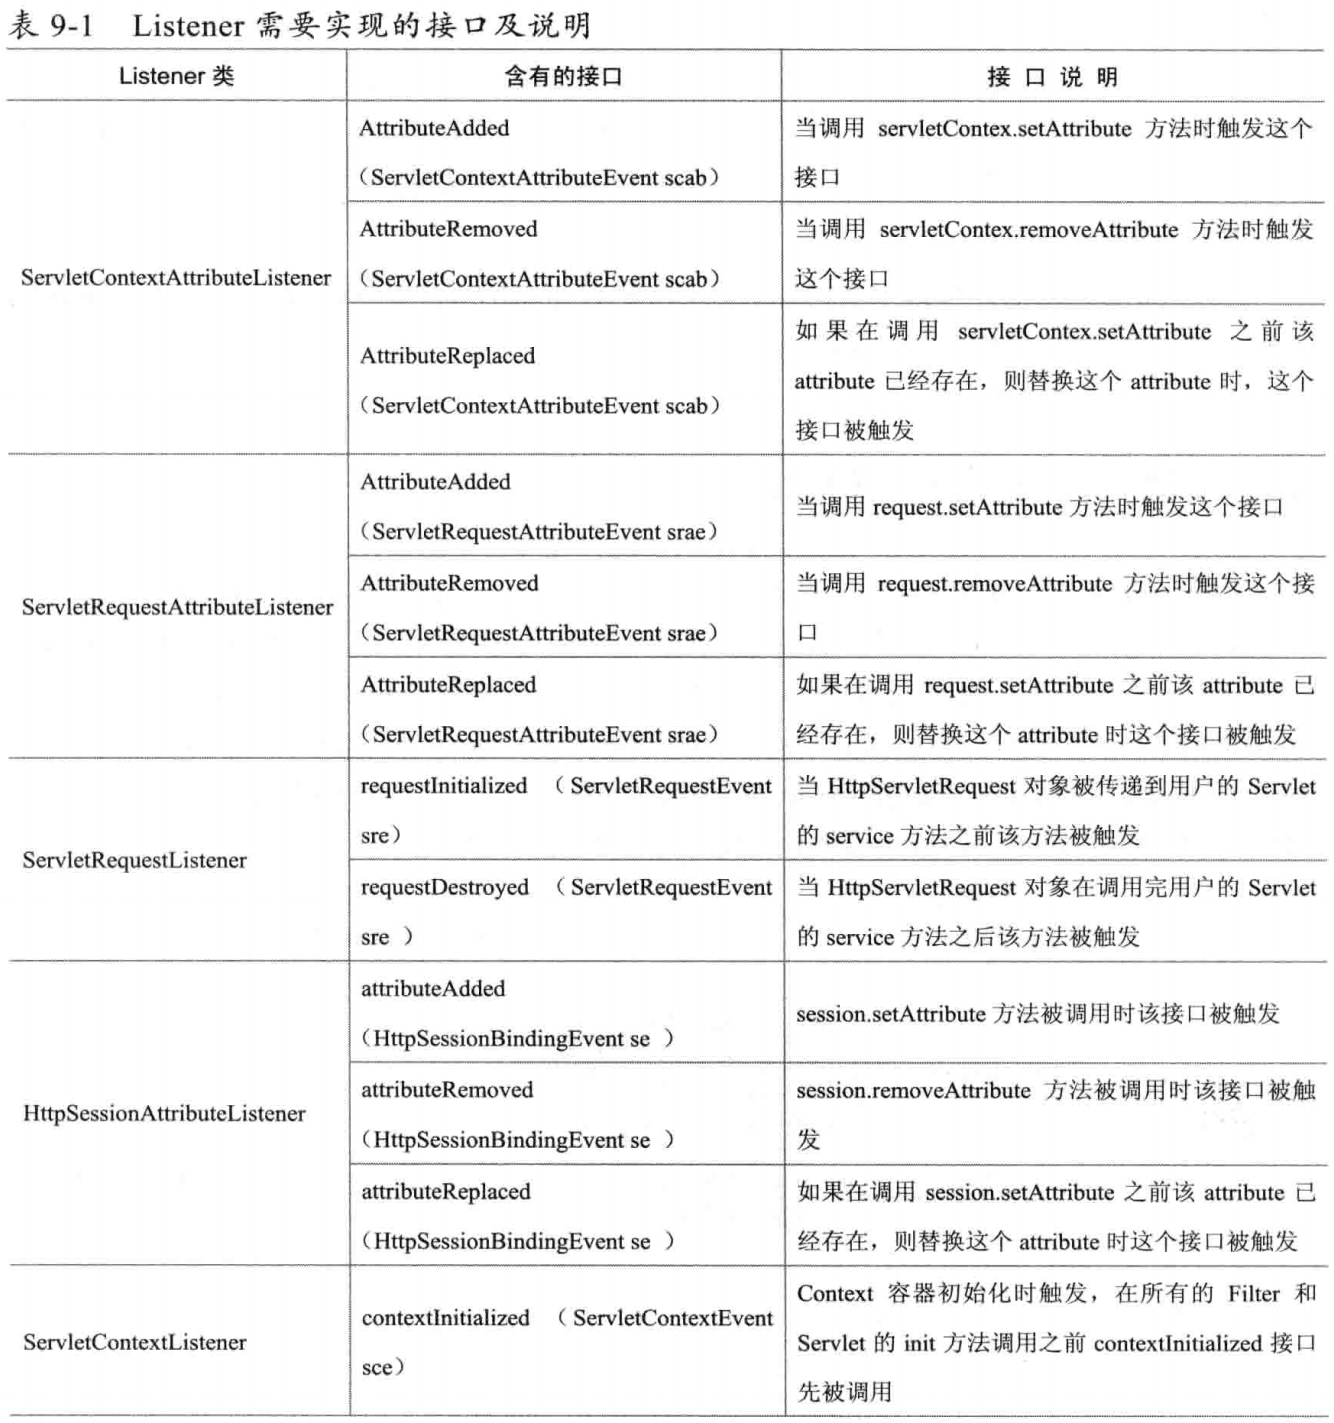 表 9-1 Listener 需要实现的接口及说明
Listener 类 含有的接口 接 口 说 明
ServletContextAttributeListener
AttributeAdded
（ServletContextAttributeEvent scab）
当调用 servletContex.setAttribute 方法时触发这个
接口
AttributeRemoved
（ServletContextAttributeEvent scab）
当调用 servletContex.removeAttribute 方法时触发
这个接口
AttributeReplaced
（ServletContextAttributeEvent scab）
如果在调用 servletContex.setAttribute 之前该
attribute 已经存在，则替换这个 attribute 时，这个
接口被触发
ServletRequestAttributeListener
AttributeAdded
（ServletRequestAttributeEvent srae）
当调用 request.setAttribute 方法时触发这个接口
AttributeRemoved
（ServletRequestAttributeEvent srae）
当调用 request.removeAttribute 方法时触发这个接
口
AttributeReplaced
（ServletRequestAttributeEvent srae）
如果在调用 request.setAttribute 之前该 attribute 已
经存在，则替换这个 attribute 时这个接口被触发
ServletRequestListener
requestInitialized （ServletRequestEvent
sre）
当 HttpServletRequest 对象被传递到用户的 Servlet
的 service 方法之前该方法被触发
requestDestroyed （ServletRequestEvent
sre ）
当 HttpServletRequest 对象在调用完用户的 Servlet
的 service 方法之后该方法被触发
HttpSessionAttributeListener
attributeAdded
（HttpSessionBindingEvent se ）
session.setAttribute 方法被调用时该接口被触发
attributeRemoved
（HttpSessionBindingEvent se ）
session.removeAttribute 方法被调用时该接口被触
发
attributeReplaced
（HttpSessionBindingEvent se ）
如果在调用 session.setAttribute 之前该 attribute 已
经存在，则替换这个 attribute 时这个接口被触发
ServletContextListener
contextInitialized （ServletContextEvent
sce）
Context 容器初始化时触发，在所有的 Filter 和
Servlet 的 init 方法调用之前 contextInitialized 接口
先被调用